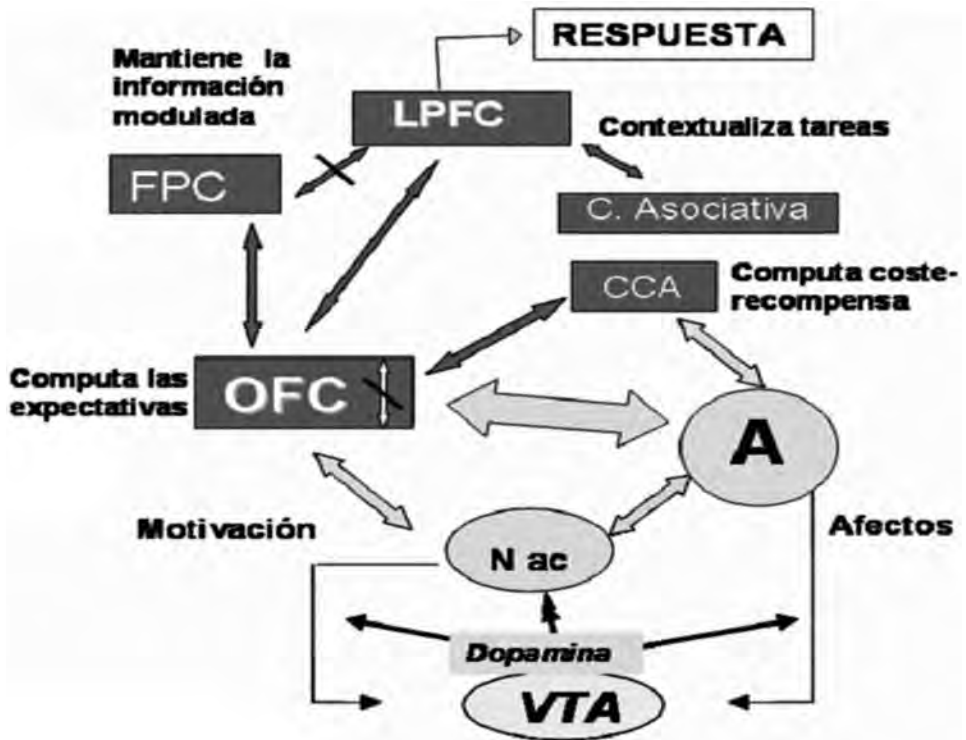 RESPUESTA
Mantiene la
información
modulada
LPFC
Contextualiza tareas
FPC
C. Asociativa
CCA
Computa coste-
recompensa
Computa las
expectativas
OFC
A
Motivación
Afectos
N ac
Dopamina
VTA